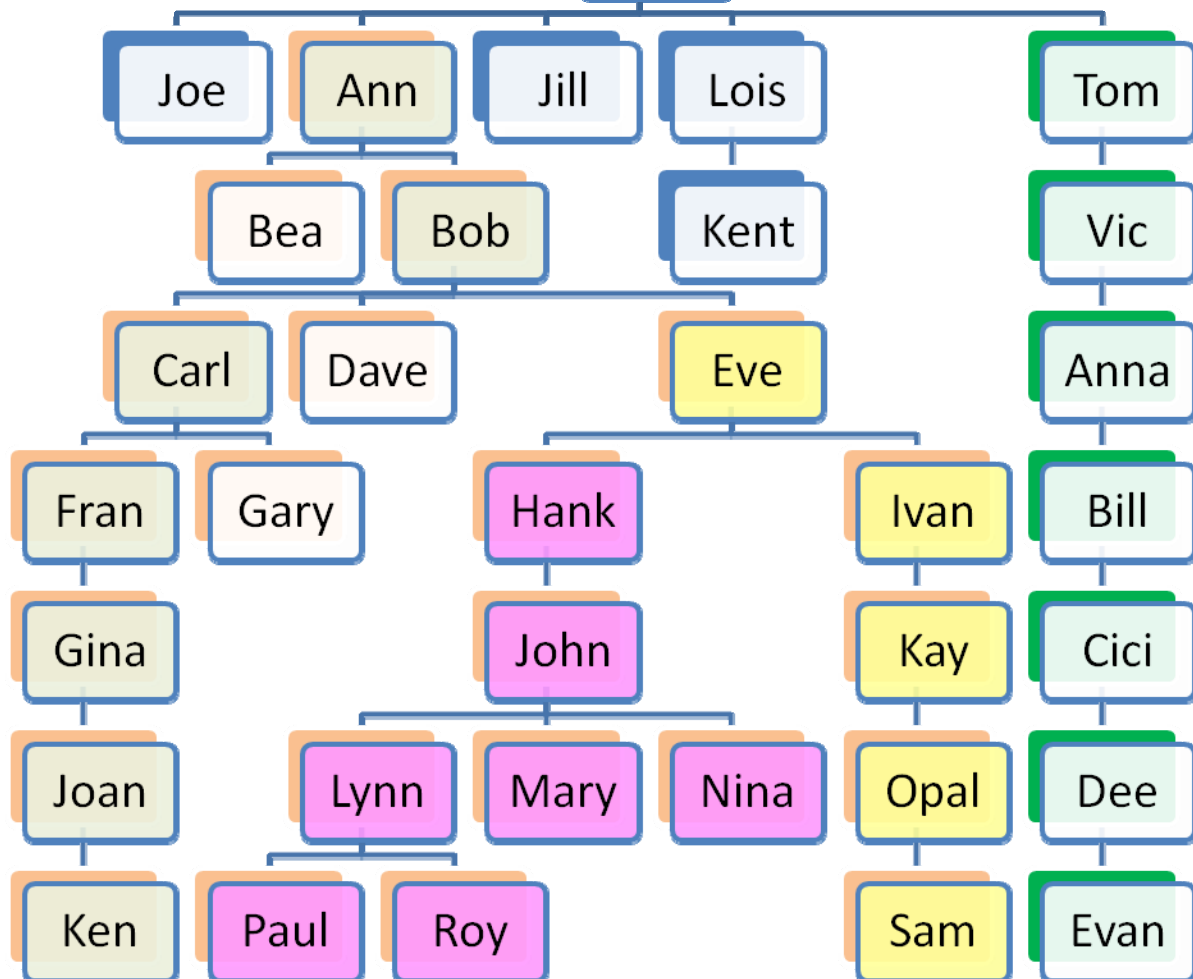 Joe Ann Jill Lois Tom
Bea Bob Kent Vic
Carl Dave Eve Anna
Fran Gary Hank Ivan Bill
Gina John Kay Cici
Joan Lynn Mary Nina Opal Dee
Ken Paul Roy Sam Evan